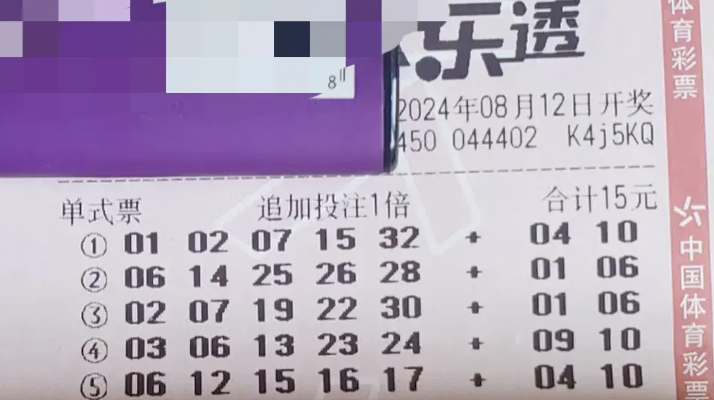 8
乐透
2024年08月12日开奖
450 044402 K4j5KQ
单式票 追加投注1倍 合计15元
① 01 02 07 15 32 + 04 10
② 06 14 25 26 28 + 01 06
③ 02 07 19 22 30 + 01 06
④ 03 06 13 23 24 + 09 10
⑤ 06 12 15 16 17 + 04 10
体育彩票
中国体育彩票